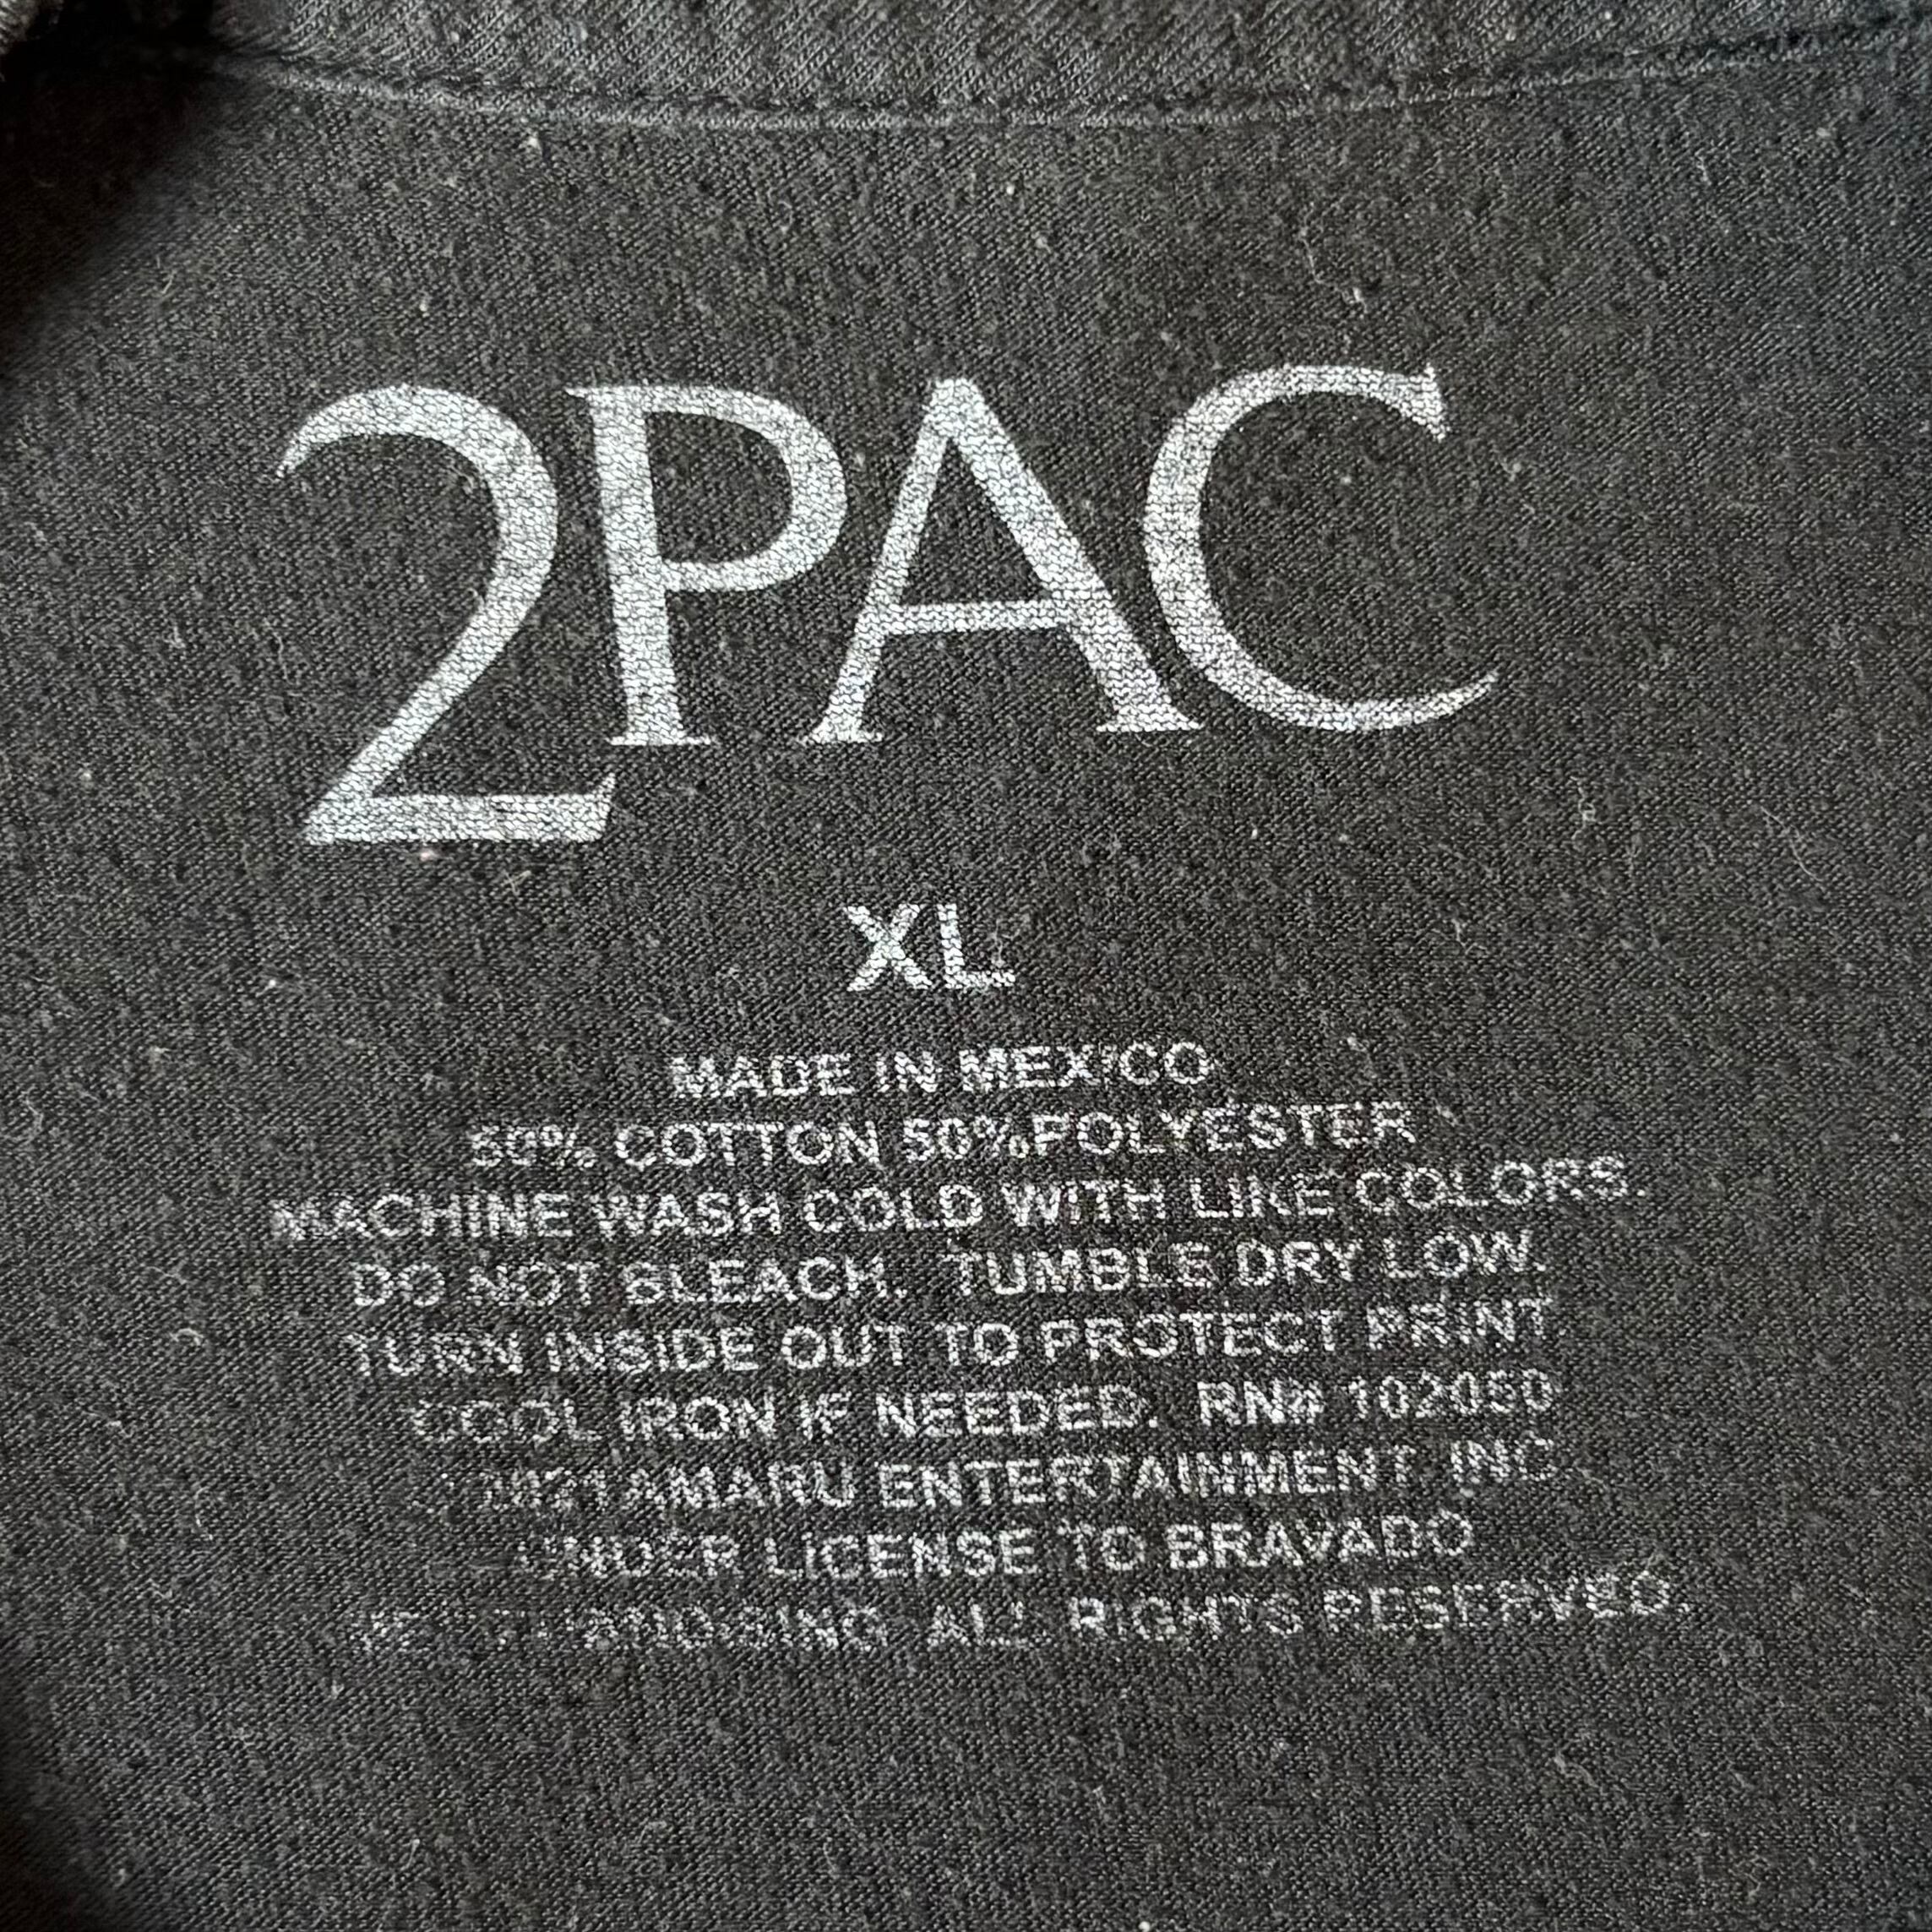 2PAC
XL
MADE IN MEXICO
50% COTTON 50%POLYESTER
MACHINE WASH COLD WITH LIKE COLORS.
DO NOT BLEACH. TUMBLE DRY LOW.
TURN INSIDE OUT TO PROTECT PRINT
COOL IRON IF NEEDED. RN# 102050
2021 AMARU ENTERTAINMENT, INC
UNDER LICENSE TO BRAVADO
ALL RIGHTS RESERVED.